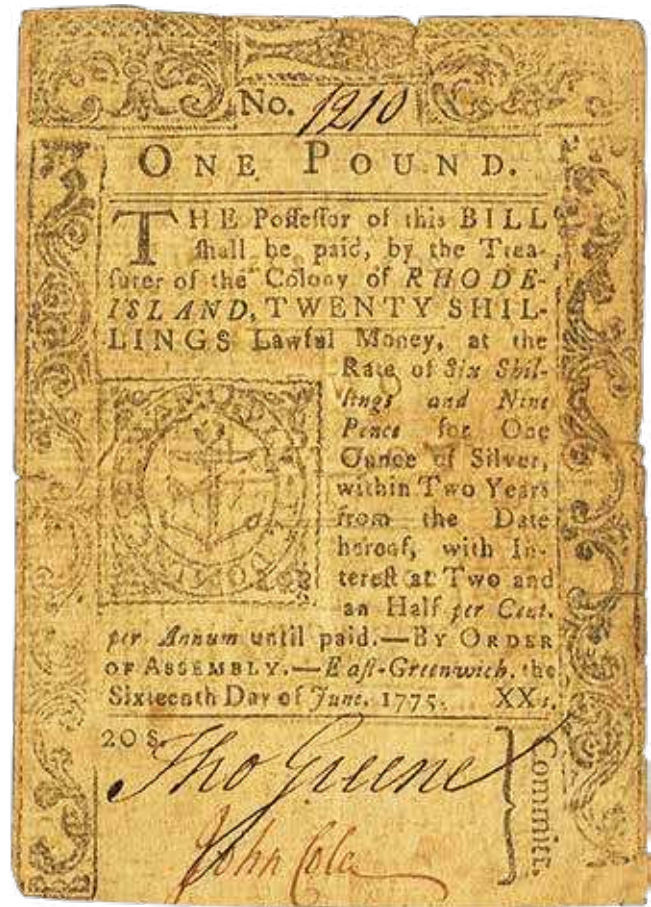 No. 1210
ONE POUND.
THE Poſſeſſor of this BILL
ſhall be paid, by the Trea-
ſurer of the Colony of RHODE-
ISLAND, TWENTY SHIL-
LINGS Lawful Money, at the
Rate of Six Shil-
lings and Nine
Pence for One
Ounce of Silver,
within Two Years
from the Date
hereof, with In-
tereſt at Two and
an Half per Cent.
per Annum until paid.—BY ORDER
OF ASSEMBLY.—Eaſt-Greenwich, the
Sixteenth Day of June, 1775. XXs.
20 S.
Tho Greene
John Cole
Committ.